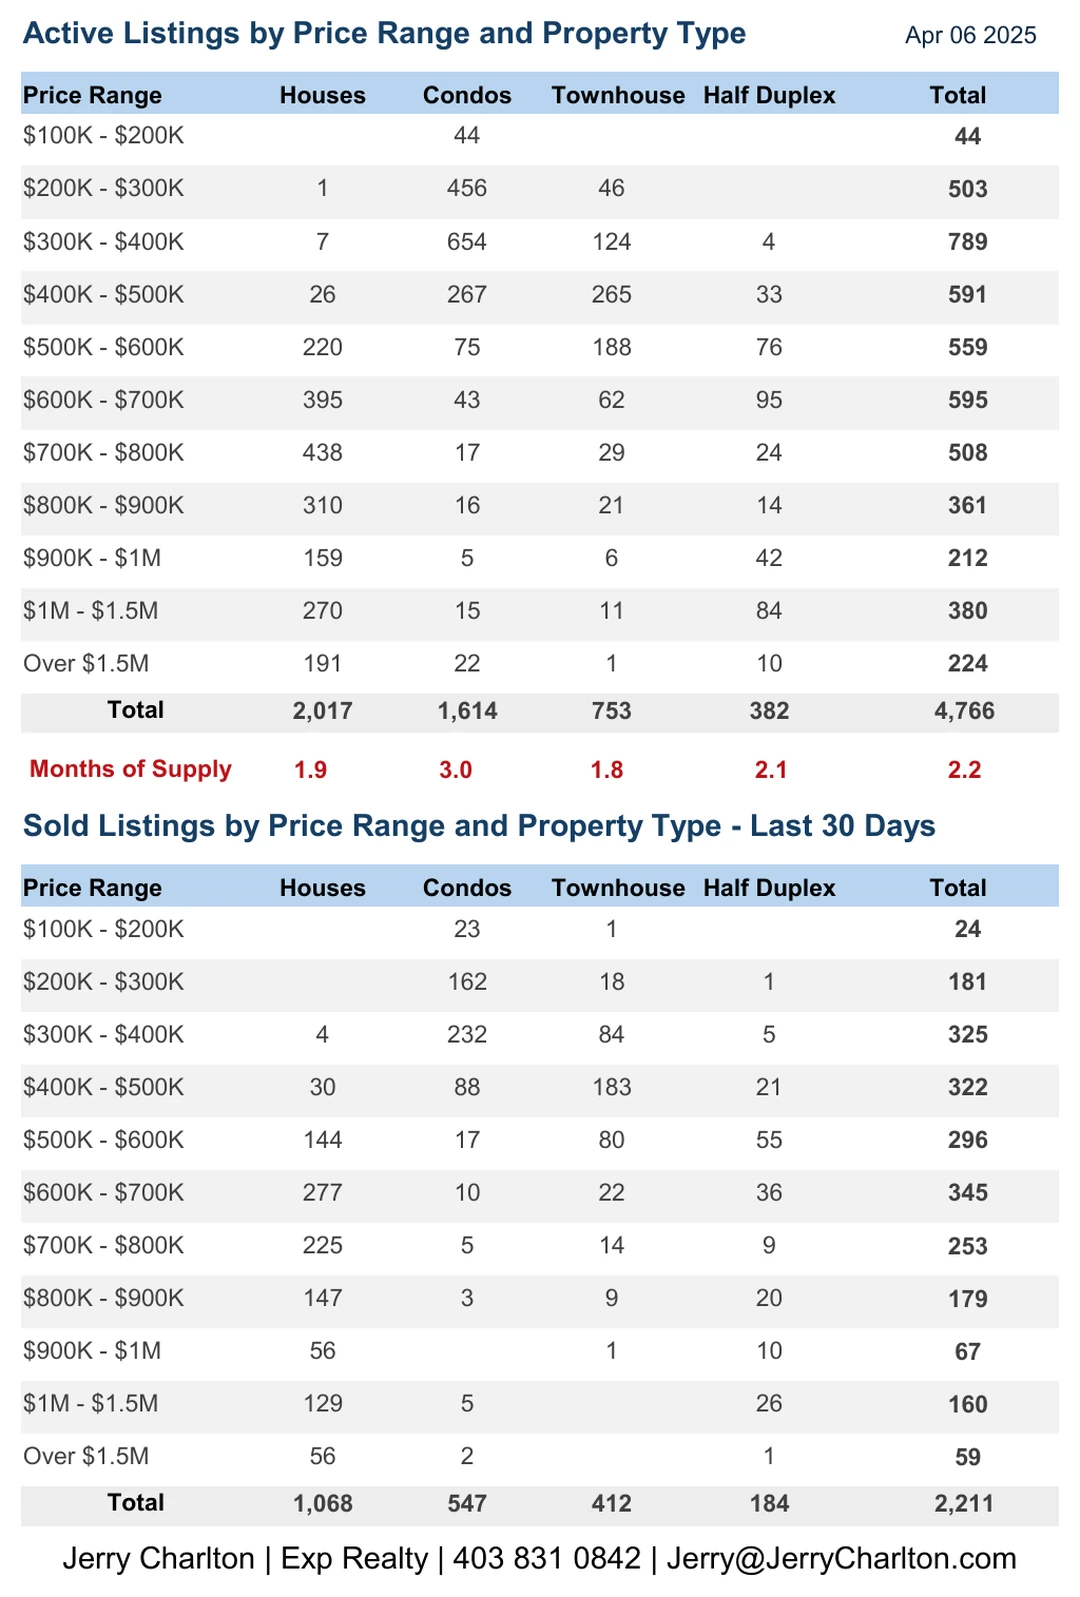 Active Listings by Price Range and Property Type Apr 06 2025
Price Range Houses Condos Townhouse Half Duplex Total
$100K - $200K 44 44
$200K - $300K 1 456 46 503
$300K - $400K 7 654 124 4 789
$400K - $500K 26 267 265 33 591
$500K - $600K 220 75 188 76 559
$600K - $700K 395 43 62 95 595
$700K - $800K 438 17 29 24 508
$800K - $900K 310 16 21 14 361
$900K - $1M 159 5 6 42 212
$1M - $1.5M 270 15 11 84 380
Over $1.5M 191 22 1 10 224
Total 2,017 1,614 753 382 4,766
Months of Supply 1.9 3.0 1.8 2.1 2.2
Sold Listings by Price Range and Property Type - Last 30 Days
Price Range Houses Condos Townhouse Half Duplex Total
$100K - $200K 23 1 24
$200K - $300K 162 18 1 181
$300K - $400K 4 232 84 5 325
$400K - $500K 30 88 183 21 322
$500K - $600K 144 17 80 55 296
$600K - $700K 277 10 22 36 345
$700K - $800K 225 5 14 9 253
$800K - $900K 147 3 9 20 179
$900K - $1M 56 1 10 67
$1M - $1.5M 129 5 26 160
Over $1.5M 56 2 1 59
Total 1,068 547 412 184 2,211
Jerry Charlton | Exp Realty | 403 831 0842 | Jerry@JerryCharlton.com